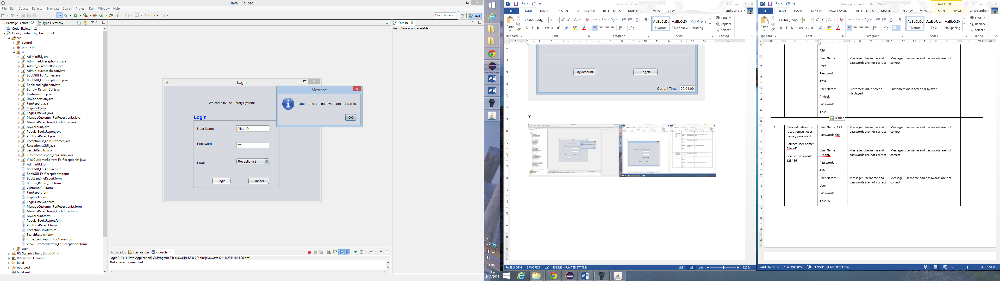 Java - Eclipse
File Edit Source Refactor Navigate Search Project Run Window Help
Quick Access
Java
Package Explorer
Type Hierarchy
Code_Skeleton_v2
Library_System_by_Team_Root
src
control
products
ui
AdiminGUI.java
Admin_addReceptionist.java
Admin_purchaseBook.java
Admin_purchaseReport.java
BookGUI_ForAdmin.java
BookGUI_ForReceptionist.java
BookLendingReport.java
Borrow_Return_GUI.java
CustomerGUI.java
DBConnection.java
FineReport.java
LoginGUI.java
LoginTimeGUI.java
ManageCustomer_ForReceptionist.java
ManageRecepitonist_ForAdmin.java
MyAccount.java
PopularBooksReport.java
PrintFineReceipt.java
Receptionist_addCustomer.java
ReceptionistGUI.java
SearchResults.java
TimeSpendReport_ForAdmin.java
ViewCustomerBorrow_ForReceptionist.java
AdiminGUI.form
BookGUI_ForAdmin.form
BookGUI_ForReceptionist.form
BookLendingReport.form
Borrow_Return_GUI.form
CustomerGUI.form
FineReport.form
LoginGUI.form
LoginTimeGUI.form
ManageCustomer_ForReceptionist.form
ManageRecepitonist_ForAdmin.form
MyAccount.form
PopularBooksReport.form
PrintFineReceipt.form
ReceptionistGUI.form
SearchResults.form
TimeSpendReport_ForAdmin.form
ViewCustomerBorrow_ForReceptionist.form
user
JRE System Library [JavaSE-1.7]
Referenced Libraries
build
nbproject
build.xml
Login
Welcome to use Library System!
Login
User Name AlisonD
Password ***
Level Receptionist
Login Cancel
Message
Username and password are not correct
OK
Outline
An outline is not available.
@ Javadoc Declaration Console
LoginGUI (1) [Java Application] C:\Program Files\Java\jre1.8.0_20\bin\javaw.exe (2/11/2014 9:44:06 pm)
Database connected
ENG
10:11 p.m.
2/11/2014
Sceenshots - Word
FILE HOME INSERT DESIGN PAGE LAYOUT REFERENCES MAILINGS REVIEW VIEW
andre andre
Calibri (Body) 11
Paste
Find
Replace
Select
AaBbCcDc AaBbCcDc AaBbCc
¶ Normal ¶ No Spac... Heading 1
Clipboard Font Paragraph Styles Editing
My Account
Logoff
Current Time: 22:04:00
3)
PAGE 3 OF 4 3 WORDS ENGLISH (UNITED STATES) 120 %
Library program Test Plan - Word
TABLE TOOLS
FILE HOME INSERT DESIGN PAGE LAYOUT REFERENCES MAILINGS REVIEW VIEW DESIGN LAYOUT
andre andre
Calibri (Body) 9
Paste
Find
Replace
Select
AaBbCcDc AaBbCcI AaBbCcDc
¶ Normal Title No Spacing
Clipboard Font Paragraph Styles Editing
456
User Name:
User
Password:
12345
Message: Username and
passwords are not correct
Message: Username and passwords are not
correct
User Name:
Andrek
Password:
12345
Customers main screen
displayed
Customers main screen displayed
(Ctrl)
3.
Data validation for
receptionists' user
name / password.
Correct User name:
AlisonD
Correct password:
123456
User Name: 123
Password: abc
Message: Username and
passwords are not correct
Message: Username and passwords are not
correct
User Name:
AlisonD
Password:
456
Message: Username and
passwords are not correct
Message: Username and passwords are not
correct
User Name:
User
Password:
123456
Message: Username and
passwords are not correct
Message: Username and passwords are not
correct
PAGE 34 OF 39 1863 WORDS ENGLISH (UNITED STATES) 110 %